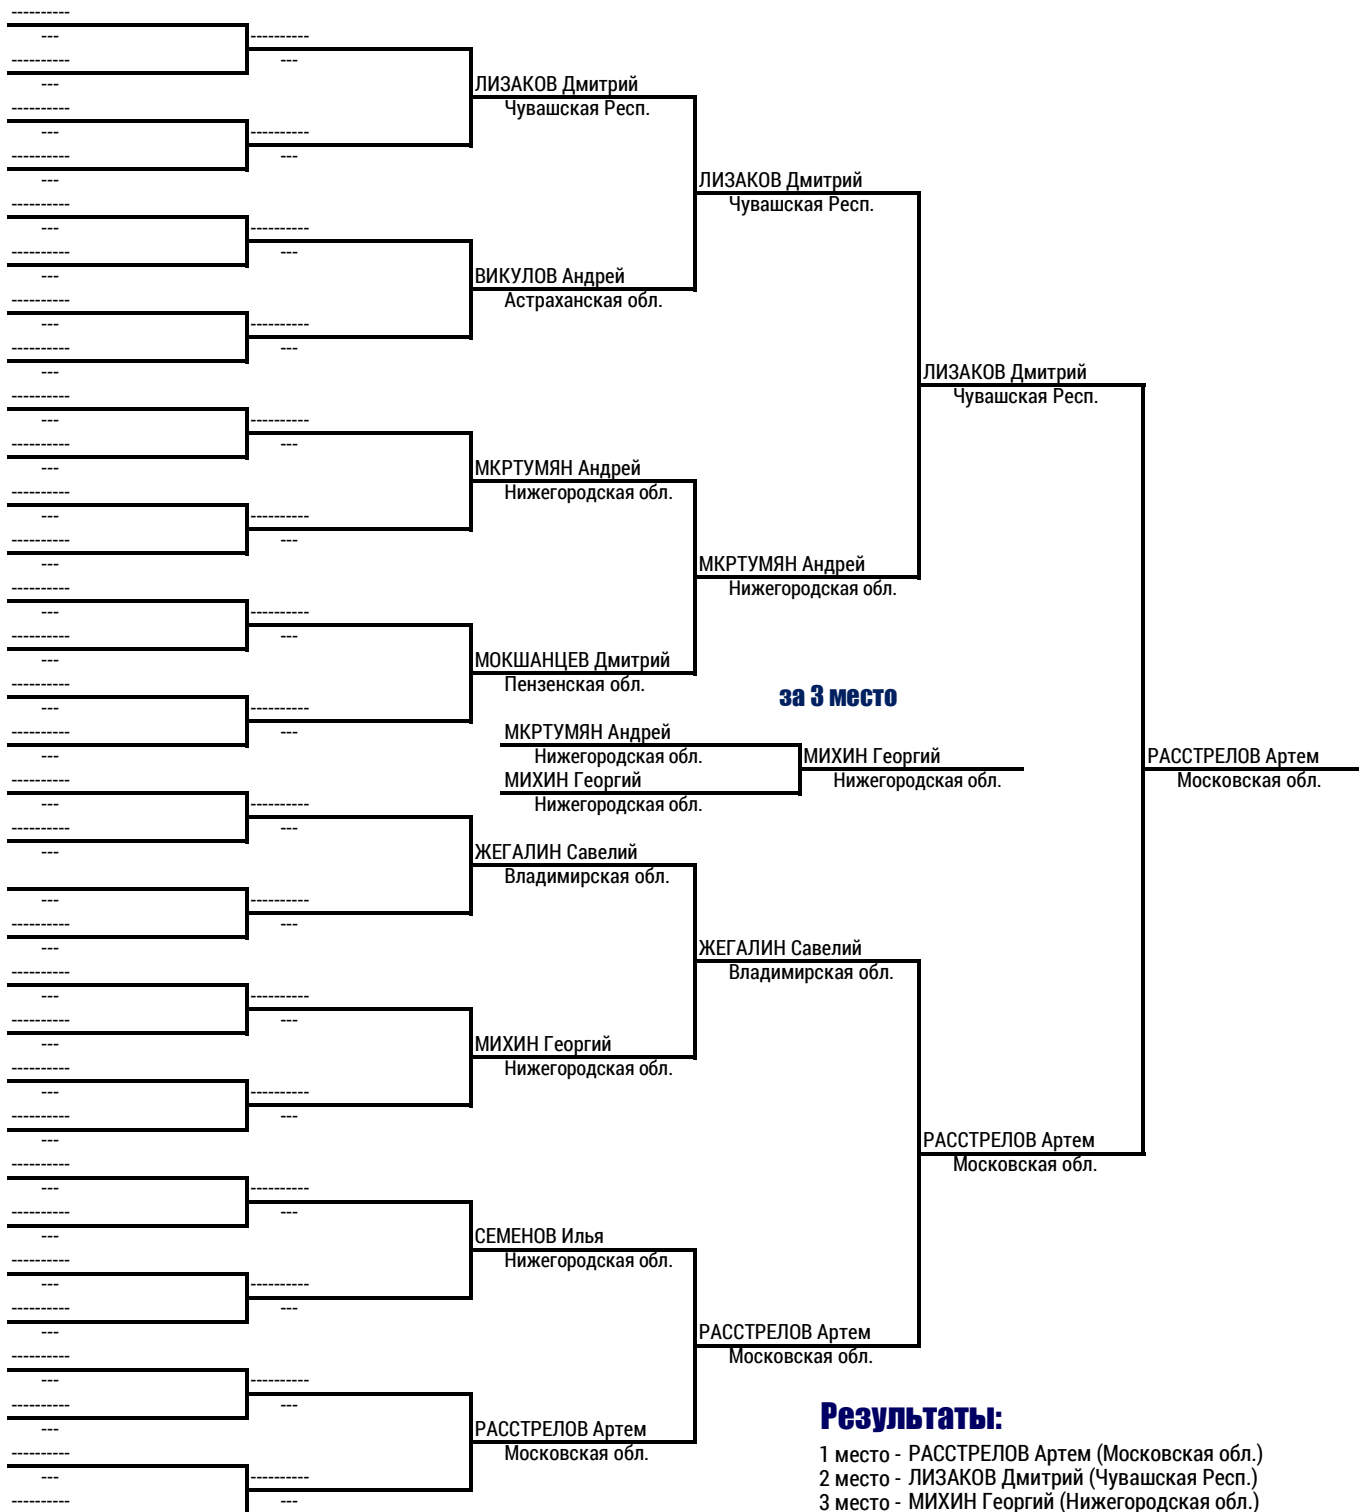 ----------
---
----------
---
----------
---
----------
---
----------
---
----------
---
----------
---
----------
---
----------
---
----------
---
----------
---
----------
---
----------
---
----------
---
----------
---
----------
---
----------
---
----------
---
---
----------
---
----------
---
----------
---
----------
---
----------
---
----------
---
----------
---
----------
---
----------
---
----------
---
----------
---
----------
---
----------
----------
---
----------
---
----------
---
----------
---
----------
---
----------
---
----------
---
----------
---
----------
---
----------
---
----------
---
----------
---
----------
---
----------
---
----------
---
----------
---
ЛИЗАКОВ Дмитрий
Чувашская Респ.
ВИКУЛОВ Андрей
Астраханская обл.
МКРТУМЯН Андрей
Нижегородская обл.
МОКШАНЦЕВ Дмитрий
Пензенская обл.
ЖЕГАЛИН Савелий
Владимирская обл.
МИХИН Георгий
Нижегородская обл.
СЕМЕНОВ Илья
Нижегородская обл.
РАССТРЕЛОВ Артем
Московская обл.
ЛИЗАКОВ Дмитрий
Чувашская Респ.
МКРТУМЯН Андрей
Нижегородская обл.
ЖЕГАЛИН Савелий
Владимирская обл.
РАССТРЕЛОВ Артем
Московская обл.
ЛИЗАКОВ Дмитрий
Чувашская Респ.
РАССТРЕЛОВ Артем
Московская обл.
РАССТРЕЛОВ Артем
Московская обл.
за 3 место
МКРТУМЯН Андрей
Нижегородская обл.
МИХИН Георгий
Нижегородская обл.
МИХИН Георгий
Нижегородская обл.
Результаты:
1 место - РАССТРЕЛОВ Артем (Московская обл.)
2 место - ЛИЗАКОВ Дмитрий (Чувашская Респ.)
3 место - МИХИН Георгий (Нижегородская обл.)